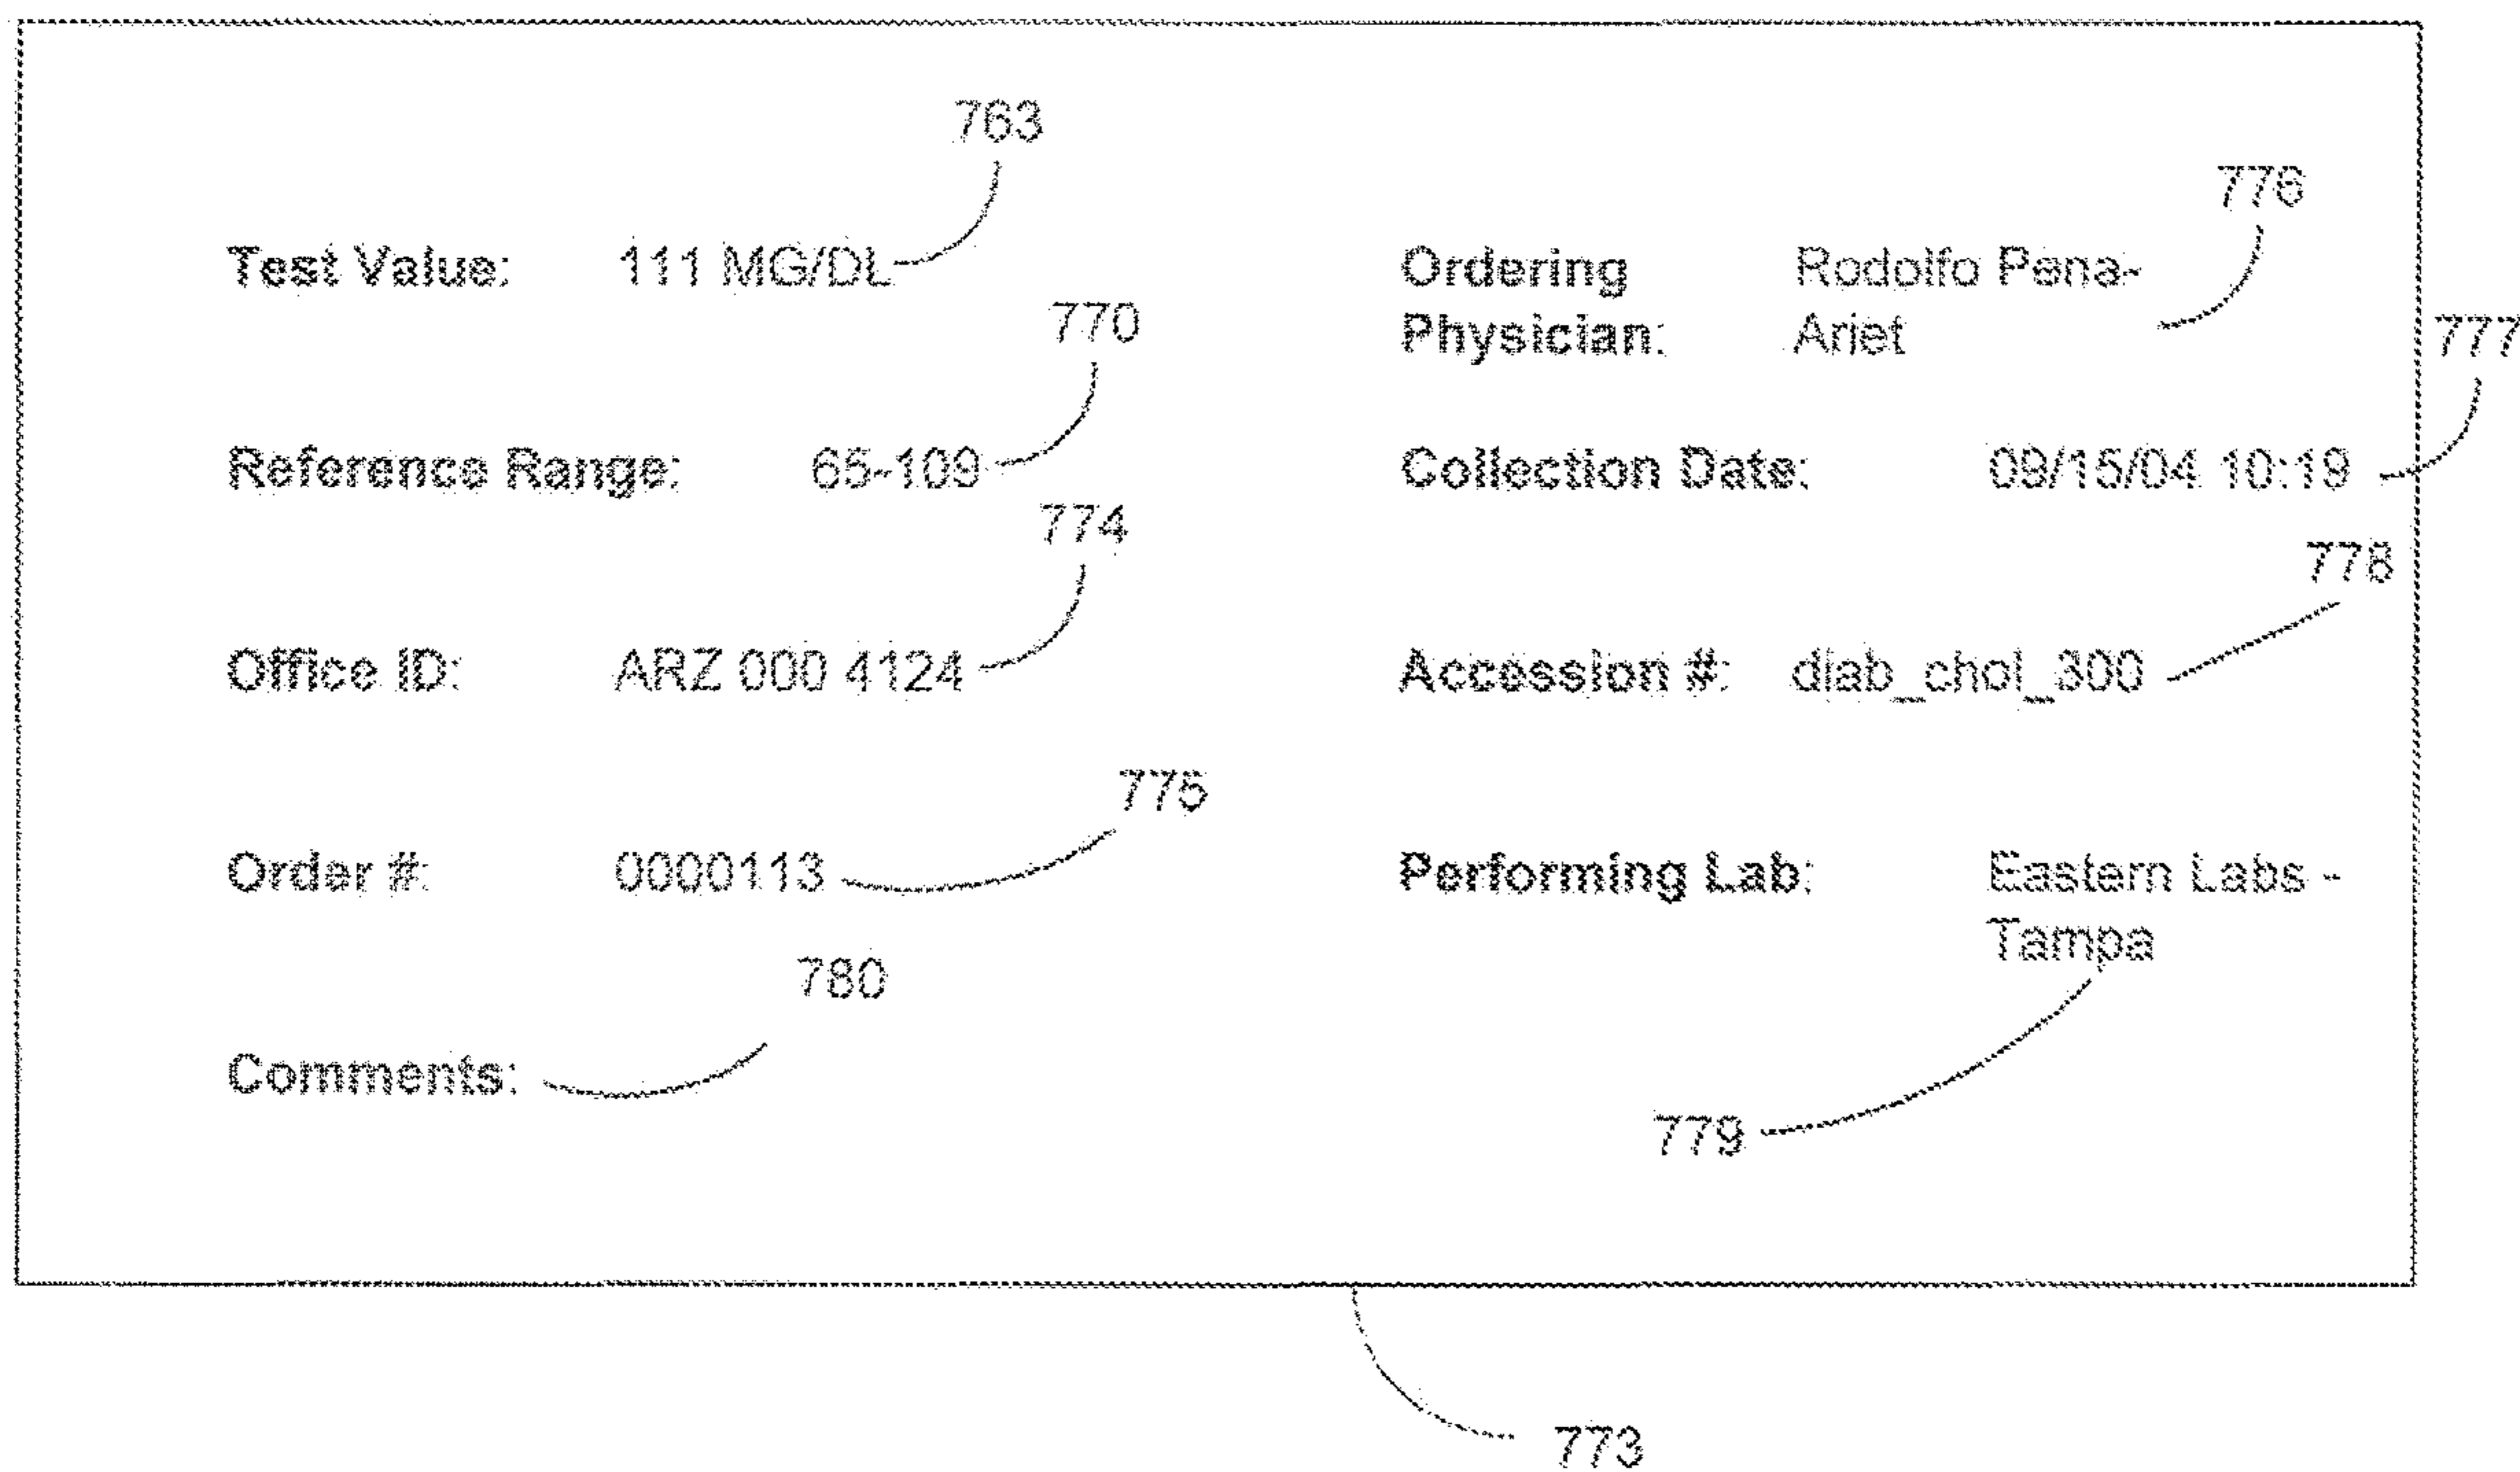 763
776
Test Value: 111 MG/DL
Ordering Rodolfo Pena-
Physician: Ariet
770
777
Reference Range: 65-109
Collection Date: 09/15/04 10:19
774
778
Office ID: ARZ 000 4124
Accession #: diab_chol_300
775
Order #: 0000113
Performing Lab: Eastern Labs -
Tampa
780
Comments:
779
773